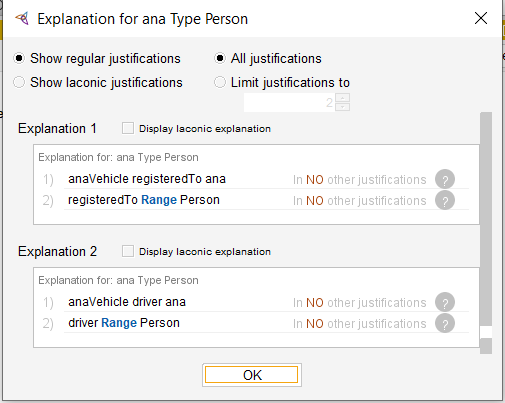 Explanation for ana Type Person
Show regular justifications All justifications
Show laconic justifications Limit justifications to
2
Explanation 1 Display laconic explanation
Explanation for: ana Type Person
1) anaVehicle registeredTo ana In NO other justifications ?
2) registeredTo Range Person In NO other justifications ?
Explanation 2 Display laconic explanation
Explanation for: ana Type Person
1) anaVehicle driver ana In NO other justifications ?
2) driver Range Person In NO other justifications ?
OK